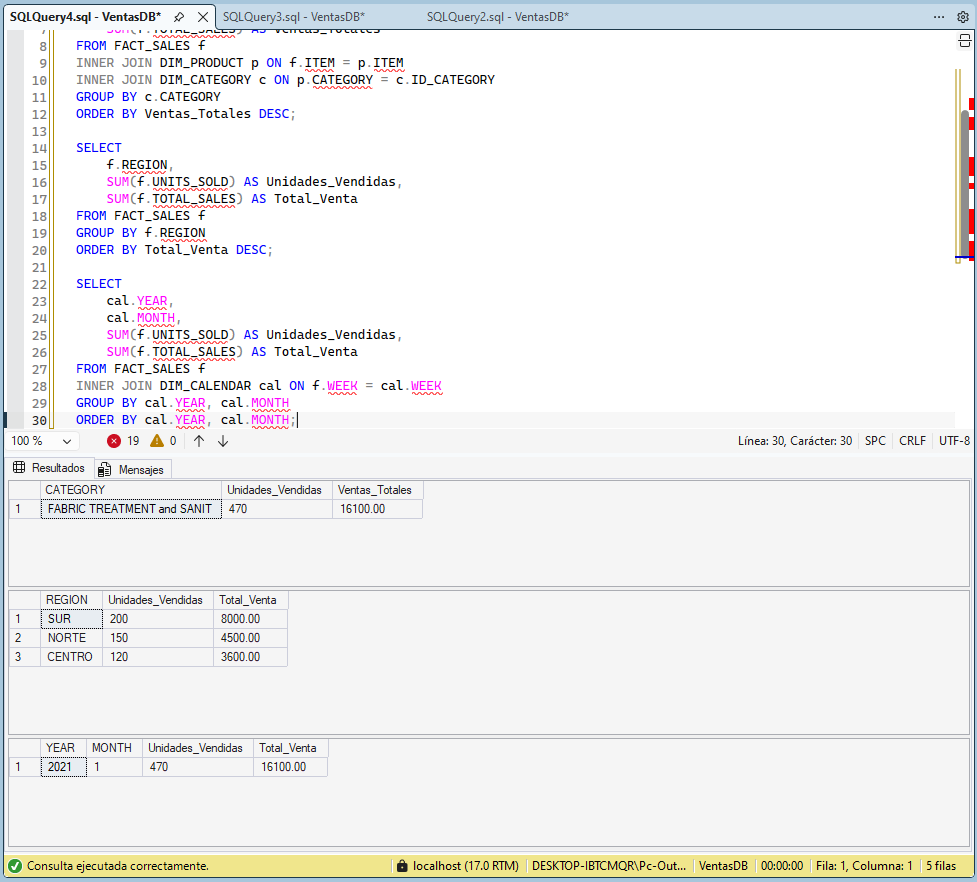 SQLQuery4.sql - VentasDB*
SQLQuery3.sql - VentasDB*
SQLQuery2.sql - VentasDB*
7 SUM(f.TOTAL_SALES) AS Ventas_Totales
8 FROM FACT_SALES f
9 INNER JOIN DIM_PRODUCT p ON f.ITEM = p.ITEM
10 INNER JOIN DIM_CATEGORY c ON p.CATEGORY = c.ID_CATEGORY
11 GROUP BY c.CATEGORY
12 ORDER BY Ventas_Totales DESC;
13
14 SELECT
15 f.REGION,
16 SUM(f.UNITS_SOLD) AS Unidades_Vendidas,
17 SUM(f.TOTAL_SALES) AS Total_Venta
18 FROM FACT_SALES f
19 GROUP BY f.REGION
20 ORDER BY Total_Venta DESC;
21
22 SELECT
23 cal.YEAR,
24 cal.MONTH,
25 SUM(f.UNITS_SOLD) AS Unidades_Vendidas,
26 SUM(f.TOTAL_SALES) AS Total_Venta
27 FROM FACT_SALES f
28 INNER JOIN DIM_CALENDAR cal ON f.WEEK = cal.WEEK
29 GROUP BY cal.YEAR, cal.MONTH
30 ORDER BY cal.YEAR, cal.MONTH;
100 % 19 0 Línea: 30, Carácter: 30 SPC CRLF UTF-8
Resultados Mensajes
CATEGORY Unidades_Vendidas Ventas_Totales
1 FABRIC TREATMENT and SANIT 470 16100.00
REGION Unidades_Vendidas Total_Venta
1 SUR 200 8000.00
2 NORTE 150 4500.00
3 CENTRO 120 3600.00
YEAR MONTH Unidades_Vendidas Total_Venta
1 2021 1 470 16100.00
Consulta ejecutada correctamente. localhost (17.0 RTM) DESKTOP-IBTCMQR\Pc-Out... VentasDB 00:00:00 Fila: 1, Columna: 1 5 filas